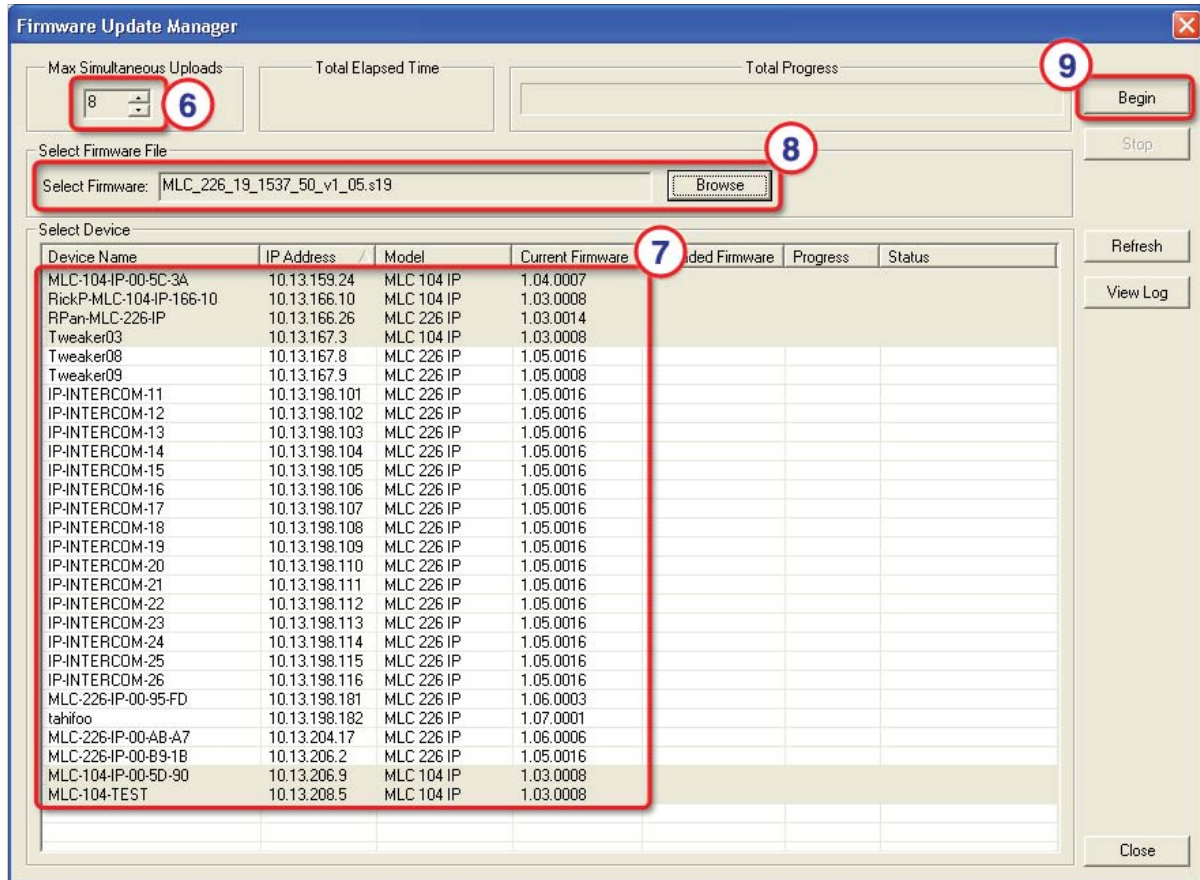 Firmware Update Manager
Max Simultaneous Uploads
Total Elapsed Time
Total Progress
8
6
9
Begin
Stop
Select Firmware File
8
Select Firmware: MLC_226_19_1537_50_v1_05.s19 Browse
Select Device
7
Refresh
View Log
Device Name IP Address Model Current Firmware Firmware Progress Status
MLC-104-IP-00-5C-3A 10.13.159.24 MLC 104 IP 1.04.0007
RickP-MLC-104-IP-166-10 10.13.166.10 MLC 104 IP 1.03.0008
RPan-MLC-226-IP 10.13.166.26 MLC 226 IP 1.03.0014
Tweaker03 10.13.167.3 MLC 104 IP 1.03.0008
Tweaker08 10.13.167.8 MLC 226 IP 1.05.0016
Tweaker09 10.13.167.9 MLC 226 IP 1.05.0008
IP-INTERCOM-11 10.13.198.101 MLC 226 IP 1.05.0016
IP-INTERCOM-12 10.13.198.102 MLC 226 IP 1.05.0016
IP-INTERCOM-13 10.13.198.103 MLC 226 IP 1.05.0016
IP-INTERCOM-14 10.13.198.104 MLC 226 IP 1.05.0016
IP-INTERCOM-15 10.13.198.105 MLC 226 IP 1.05.0016
IP-INTERCOM-16 10.13.198.106 MLC 226 IP 1.05.0016
IP-INTERCOM-17 10.13.198.107 MLC 226 IP 1.05.0016
IP-INTERCOM-18 10.13.198.108 MLC 226 IP 1.05.0016
IP-INTERCOM-19 10.13.198.109 MLC 226 IP 1.05.0016
IP-INTERCOM-20 10.13.198.110 MLC 226 IP 1.05.0016
IP-INTERCOM-21 10.13.198.111 MLC 226 IP 1.05.0016
IP-INTERCOM-22 10.13.198.112 MLC 226 IP 1.05.0016
IP-INTERCOM-23 10.13.198.113 MLC 226 IP 1.05.0016
IP-INTERCOM-24 10.13.198.114 MLC 226 IP 1.05.0016
IP-INTERCOM-25 10.13.198.115 MLC 226 IP 1.05.0016
IP-INTERCOM-26 10.13.198.116 MLC 226 IP 1.05.0016
MLC-226-IP-00-95-FD 10.13.198.181 MLC 226 IP 1.06.0003
tahifoo 10.13.198.182 MLC 226 IP 1.07.0001
MLC-226-IP-00-AB-A7 10.13.204.17 MLC 226 IP 1.06.0006
MLC-226-IP-00-B9-1B 10.13.206.2 MLC 226 IP 1.05.0016
MLC-104-IP-00-5D-90 10.13.206.9 MLC 104 IP 1.03.0008
MLC-104-TEST 10.13.208.5 MLC 104 IP 1.03.0008
Close